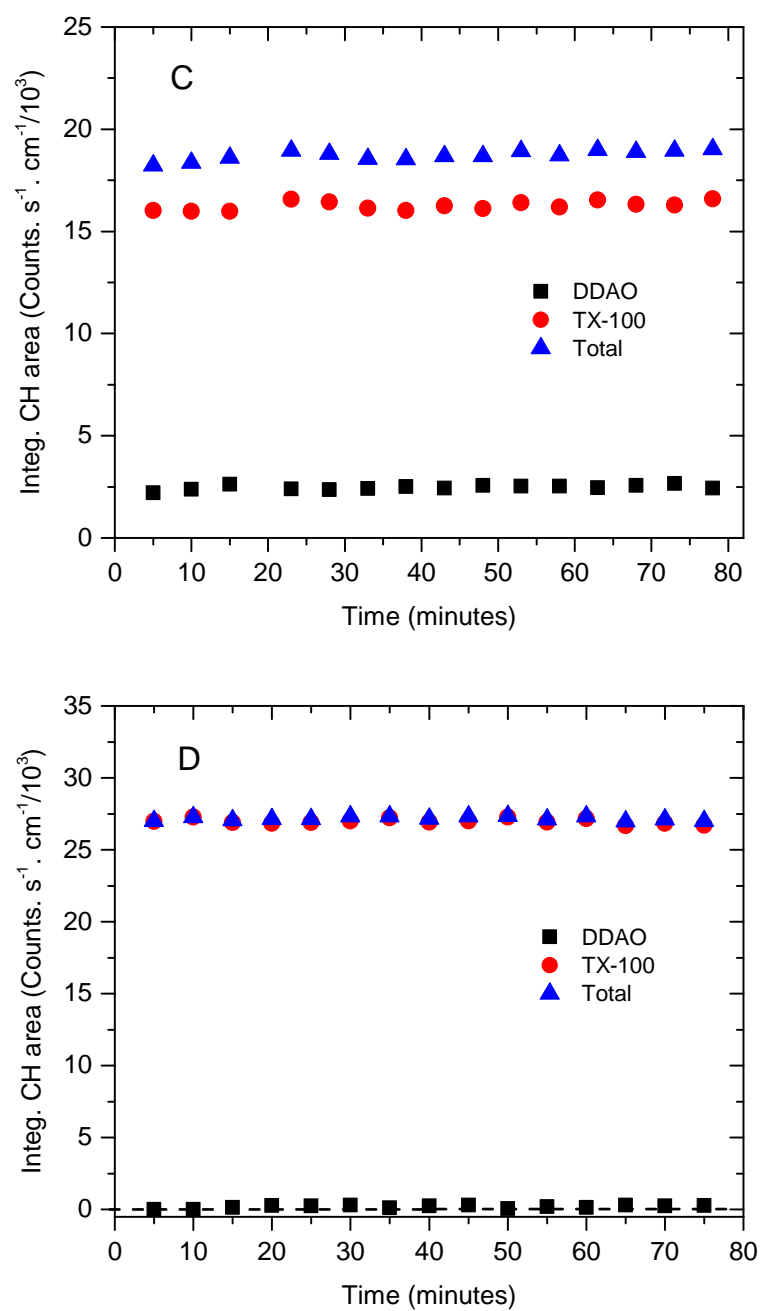 C
25
20
15
10
5
0
Integ. CH area (Counts. s⁻¹. cm⁻¹/10³)
DDAO
TX-100
Total
0 10 20 30 40 50 60 70 80
Time (minutes)
D
35
30
25
20
15
10
5
0
Integ. CH area (Counts. s⁻¹. cm⁻¹/10³)
DDAO
TX-100
Total
0 10 20 30 40 50 60 70 80
Time (minutes)